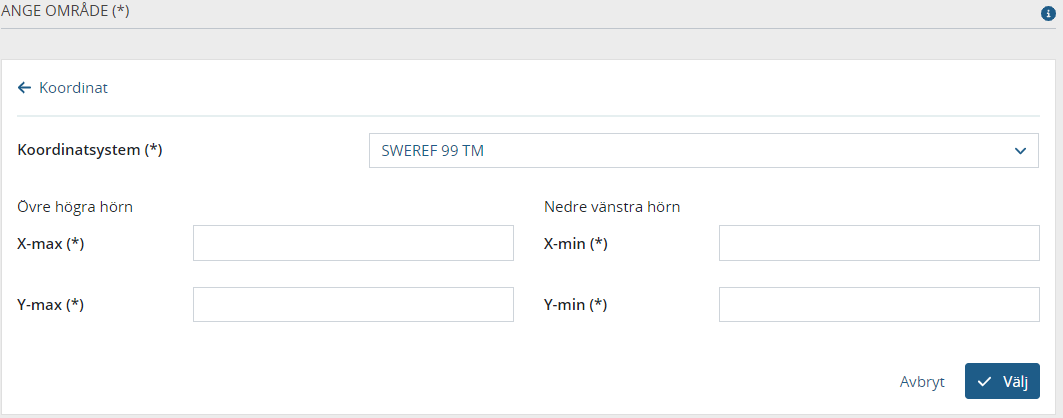 ANGE OMRÅDE (*)
Koordinat
Koordinatsystem (*)
SWEREF 99 TM
Övre högra hörn
Nedre vänstra hörn
X-max (*)
X-min (*)
Y-max (*)
Y-min (*)
Avbryt
Välj